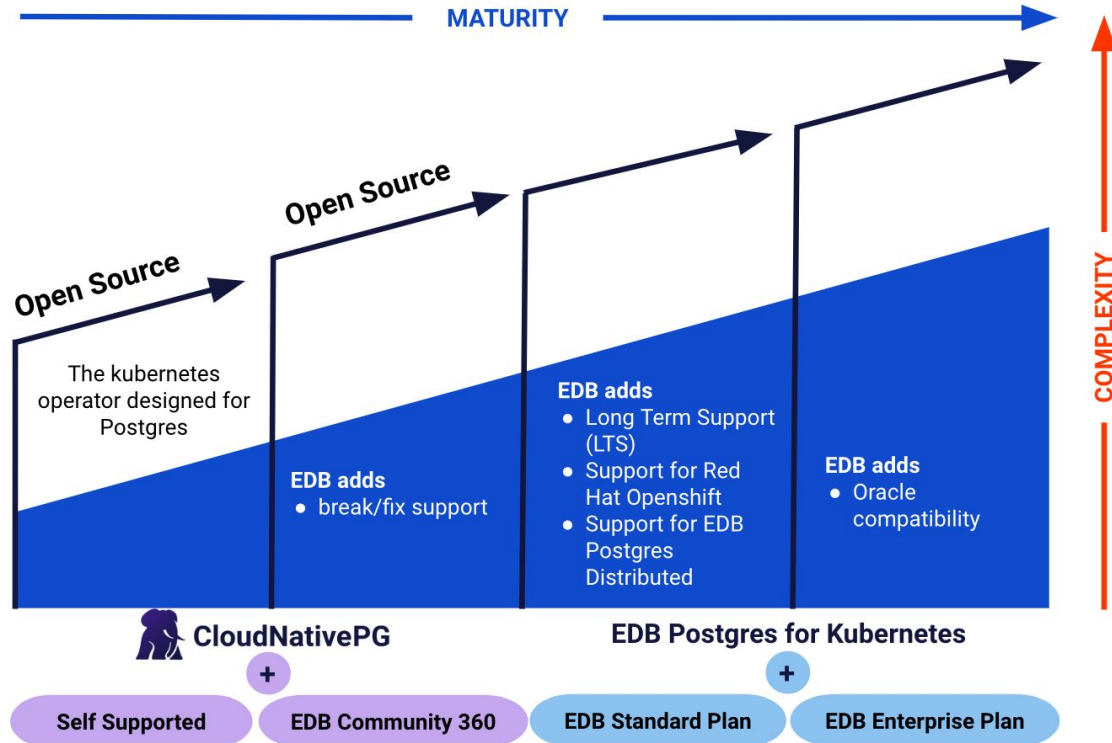 MATURITY
COMPLEXITY
Open Source
Open Source
The kubernetes
operator designed for
Postgres
EDB adds
● break/fix support
EDB adds
● Long Term Support
(LTS)
● Support for Red
Hat Openshift
● Support for EDB
Postgres
Distributed
EDB adds
● Oracle
compatibility
CloudNativePG
EDB Postgres for Kubernetes
+
+
Self Supported
EDB Community 360
EDB Standard Plan
EDB Enterprise Plan